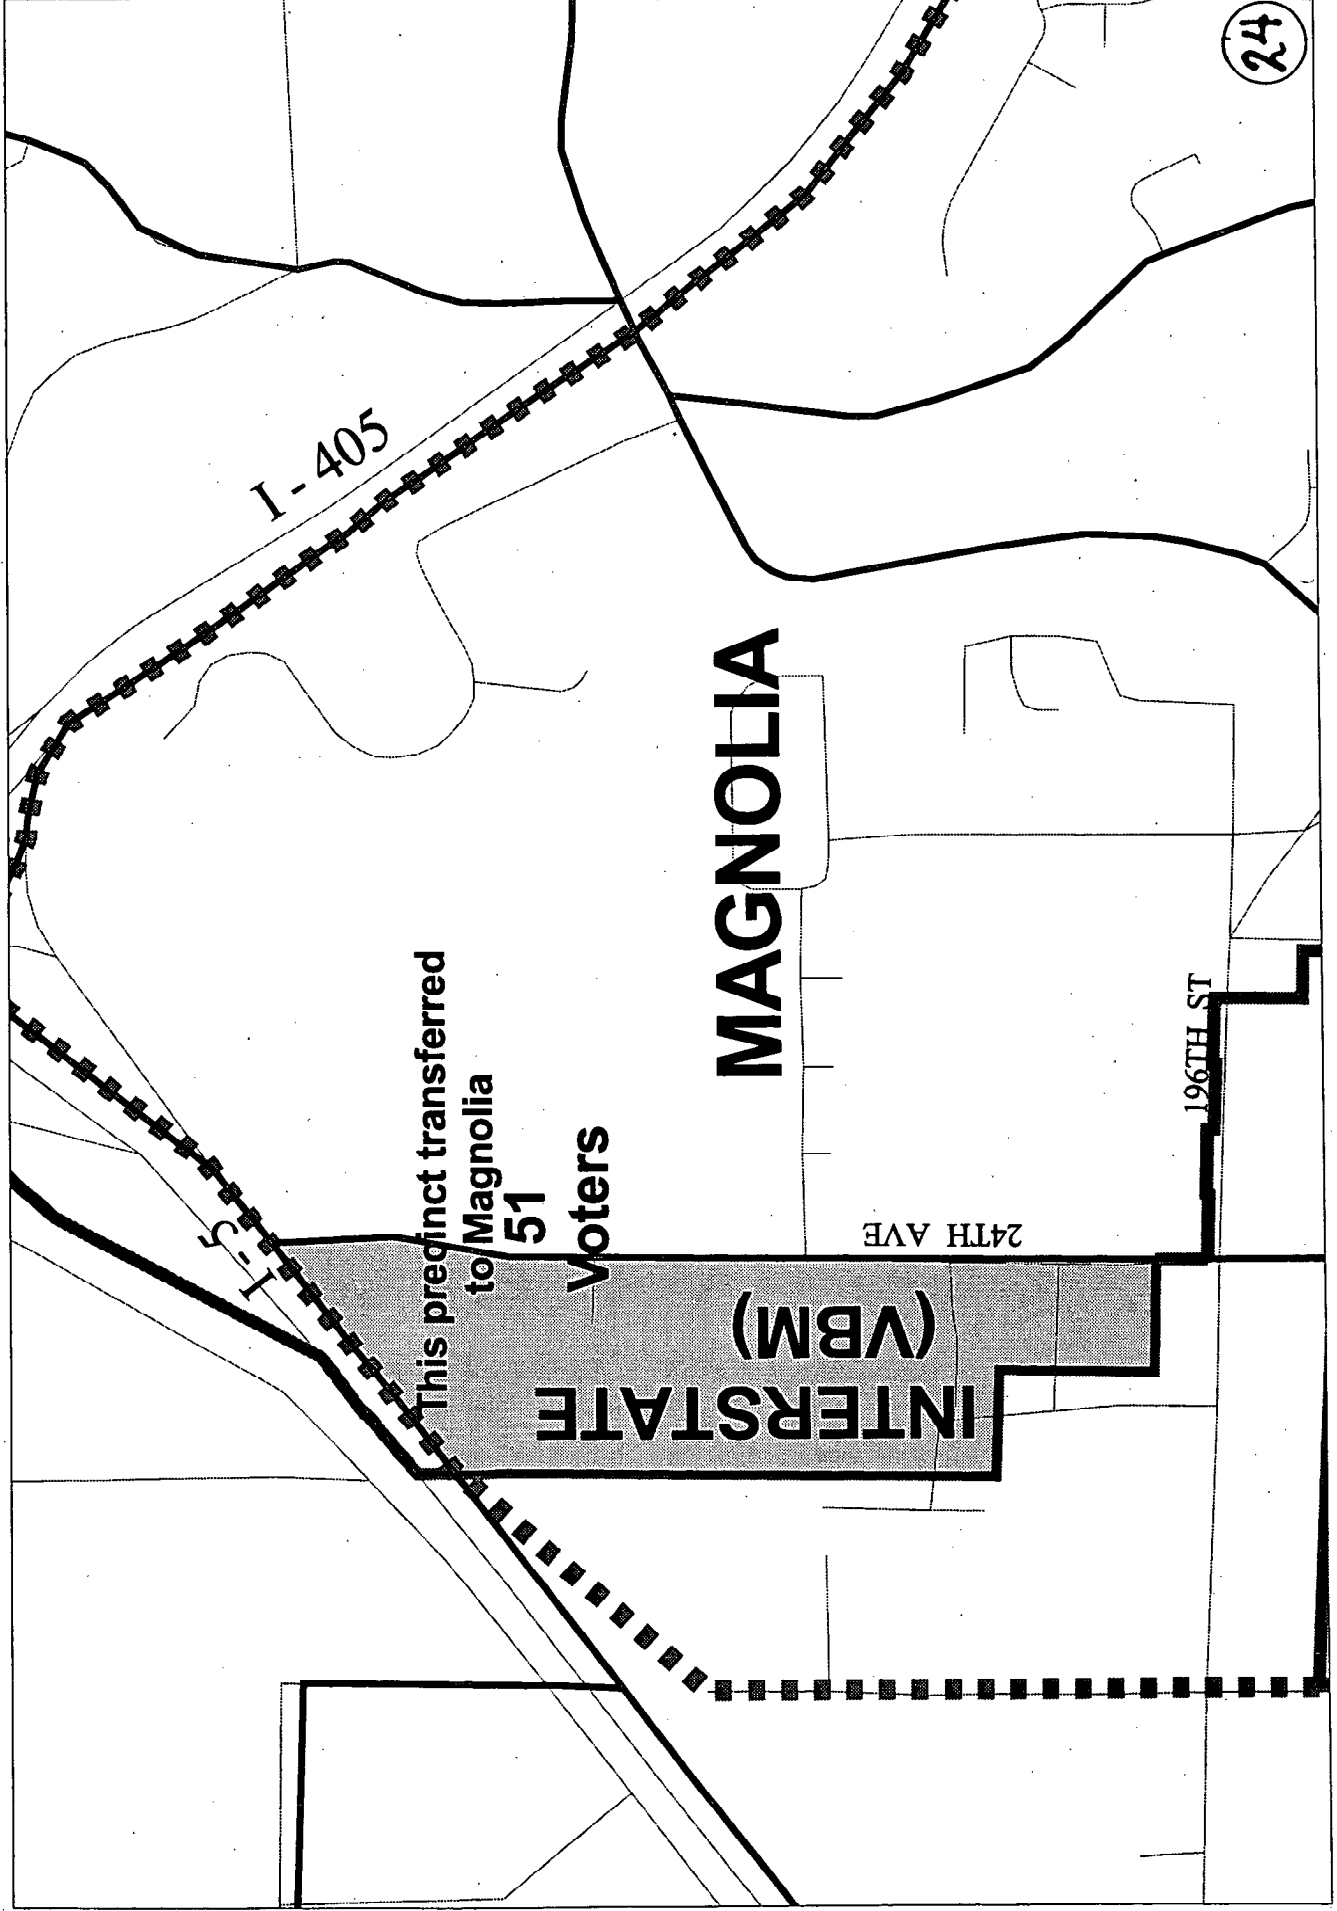 24
I - 405
I - 5
This precinct transferred
to Magnolia
51
Voters
MAGNOLIA
INTERSTATE
(VBM)
24TH AVE
196TH ST